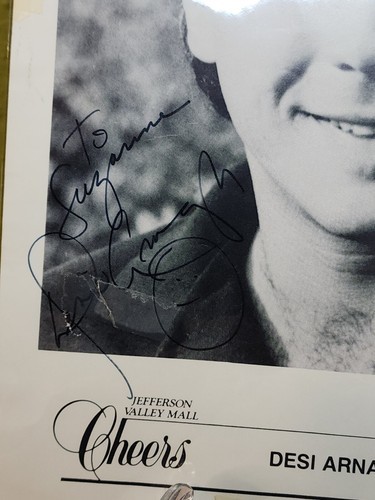 To
Suzanne
JEFFERSON
VALLEY MALL
Cheers
DESI ARNA